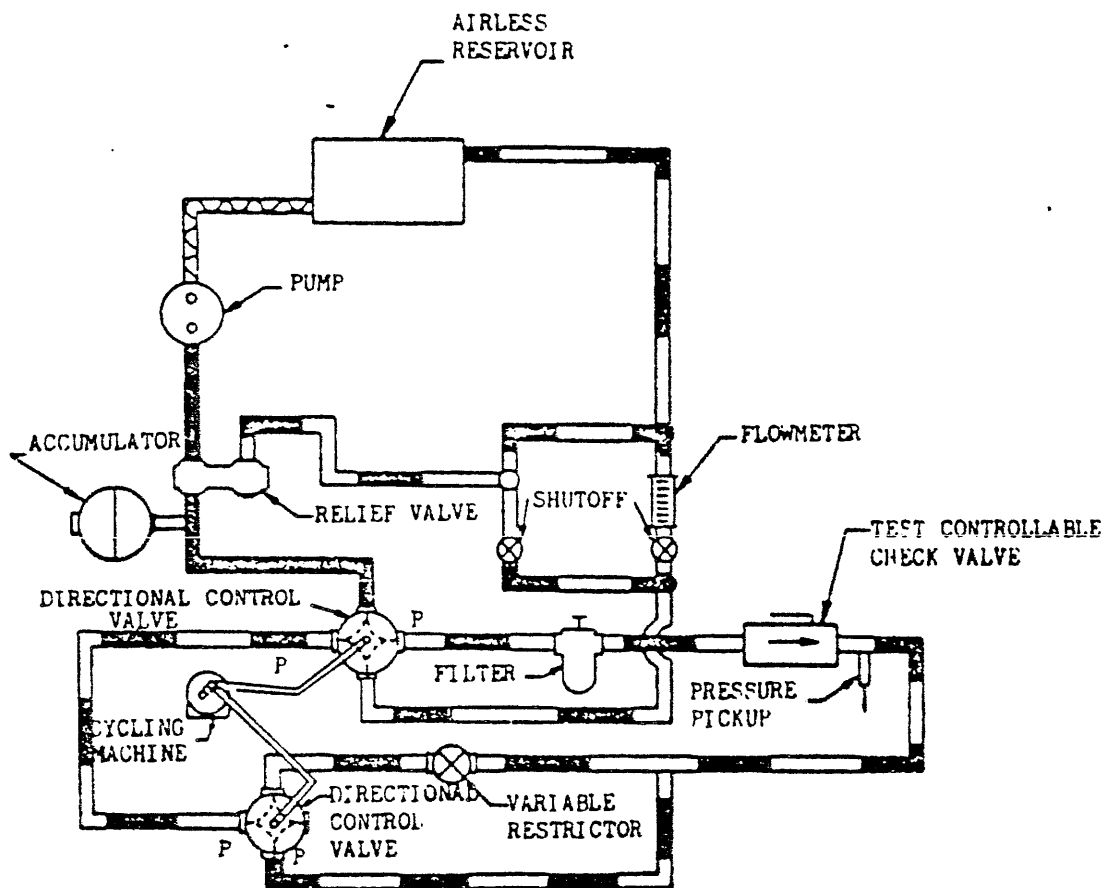 AIRLESS
RESERVOIR
PUMP
ACCUMULATOR
FLOWMETER
RELIEF VALVE
SHUTOFF
TEST CONTROLLABLE
CHECK VALVE
DIRECTIONAL CONTROL
VALVE
P
P
FILTER
PRESSURE
PICKUP
CYCLING
MACHINE
DIRECTIONAL
CONTROL
VALVE
VARIABLE
RESTRICTOR
P
P